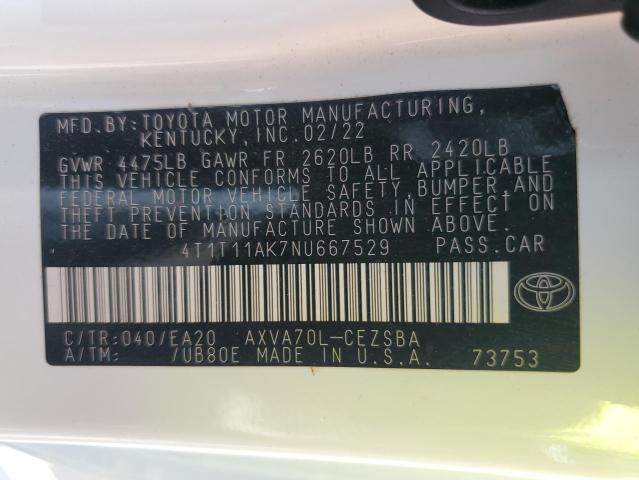 MFD.BY:TOYOTA MOTOR MANUFACTURING,
KENTUCKY,INC.02/22
GVWR 4475LB GAWR FR 2620LB RR 2420LB
THIS VEHICLE CONFORMS TO ALL APPLICABLE
FEDERAL MOTOR VEHICLE SAFETY, BUMPER,AND
THEFT PREVENTION STANDARDS IN EFFECT ON
THE DATE OF MANUFACTURE SHOWN ABOVE.
4T1T11AK7NU667529 PASS.CAR
C/TR:040/EA20 AXVA70L-CEZSBA
A/TM: /UB80E MADE IN U.S.A. 73753